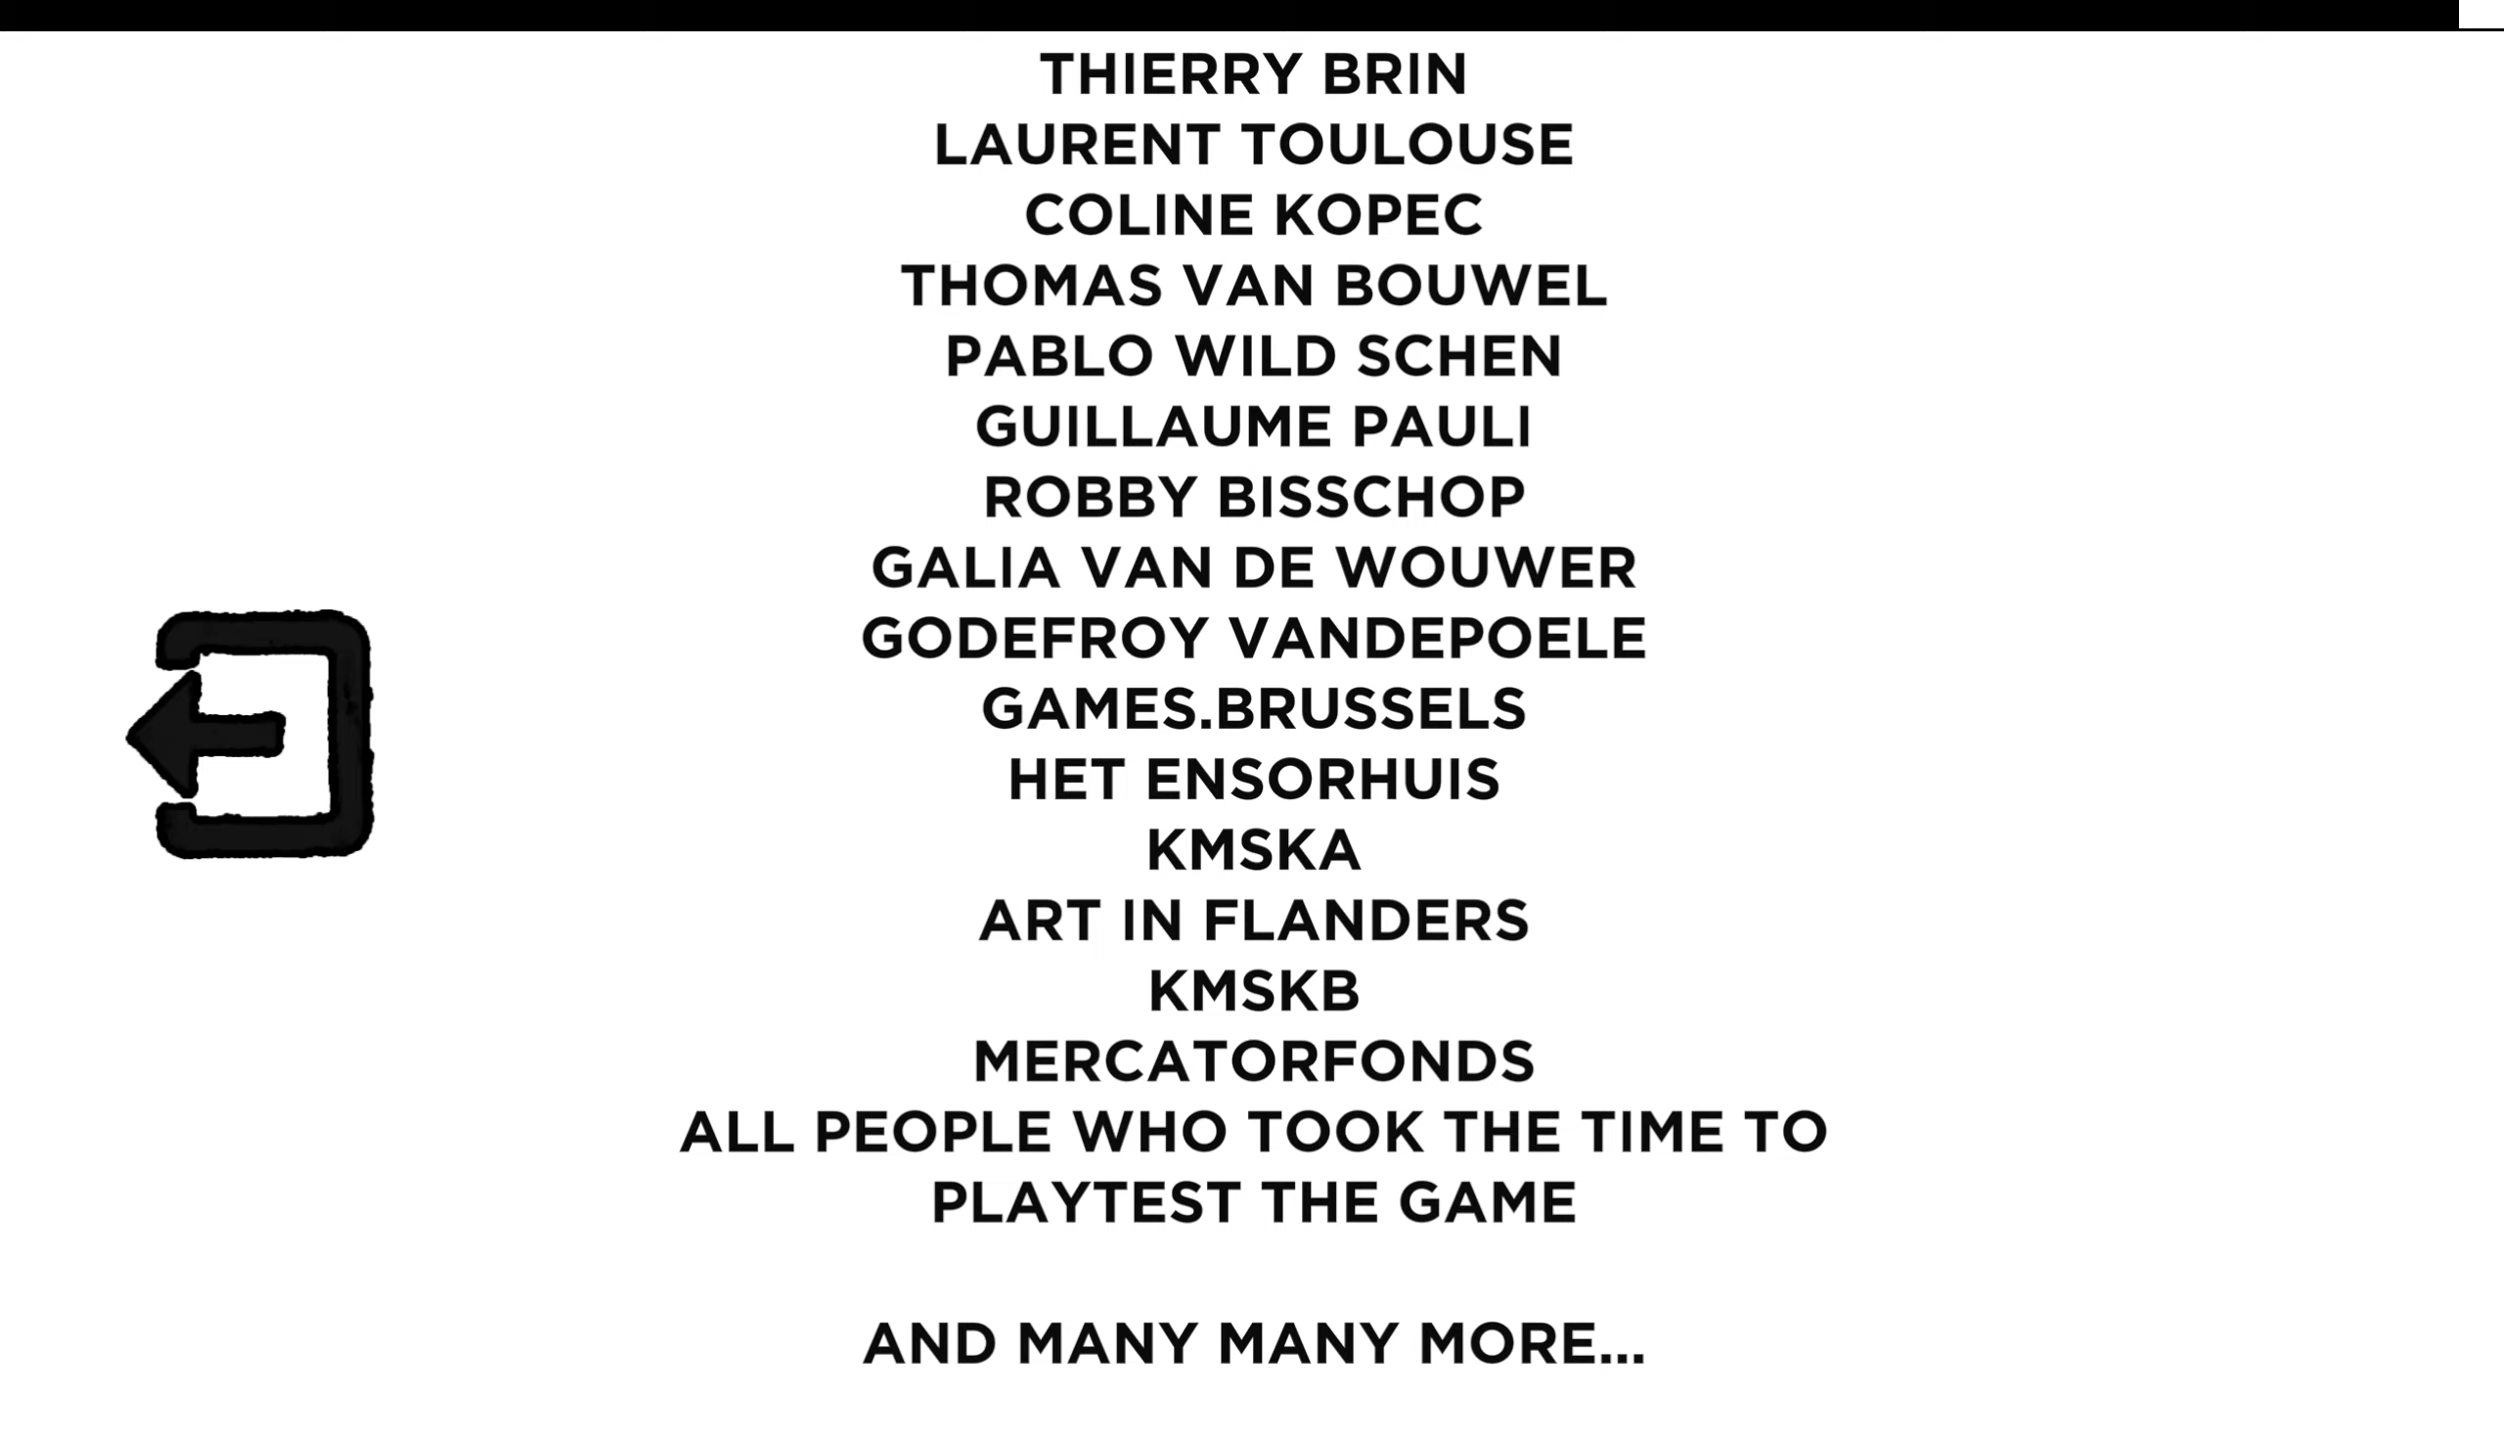 THIERRY BRIN
LAURENT TOULOUSE
COLINE KOPEC
THOMAS VAN BOUWEL
PABLO WILD SCHEN
GUILLAUME PAULI
ROBBY BISSCHOP
GALIA VAN DE WOUWER
GODEFROY VANDEPOELE
GAMES.BRUSSELS
HET ENSORHUIS
KMSKA
ART IN FLANDERS
KMSKB
MERCATORFONDS
ALL PEOPLE WHO TOOK THE TIME TO
PLAYTEST THE GAME
AND MANY MANY MORE...